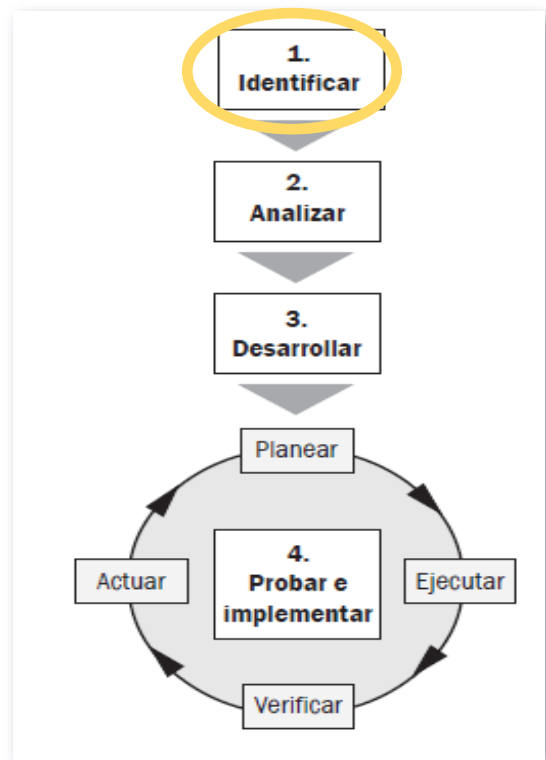 1.
Identificar
2.
Analizar
3.
Desarrollar
Planear
Actuar
4.
Probar e
implementar
Ejecutar
Verificar